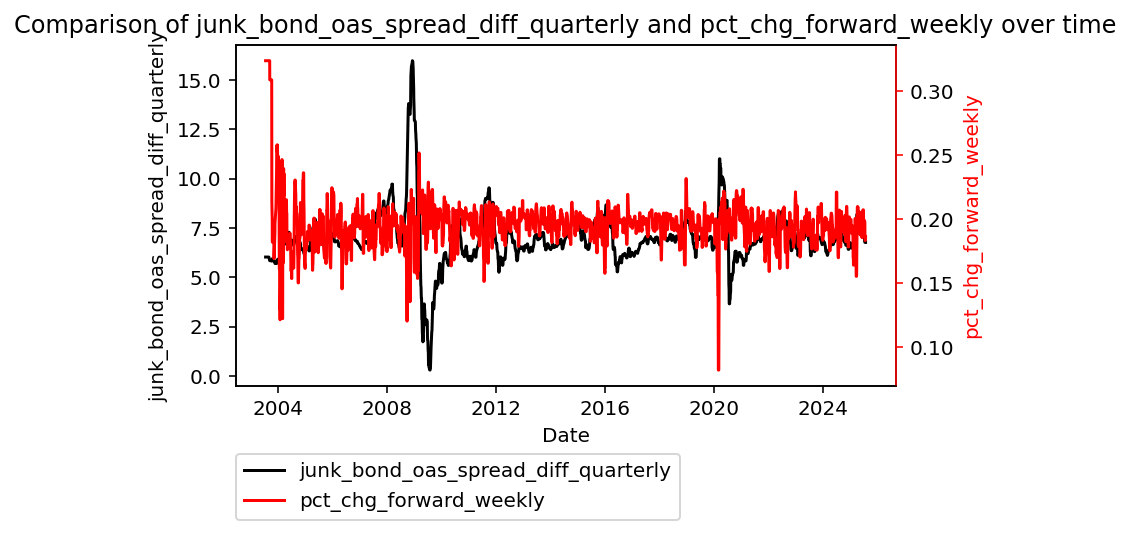 Comparison of junk_bond_oas_spread_diff_quarterly and pct_chg_forward_weekly over time
junk_bond_oas_spread_diff_quarterly
15.0
12.5
10.0
7.5
5.0
2.5
0.0
0.30
0.25
0.20
0.15
0.10
pct_chg_forward_weekly
2004 2008 2012 2016 2020 2024
Date
junk_bond_oas_spread_diff_quarterly
pct_chg_forward_weekly